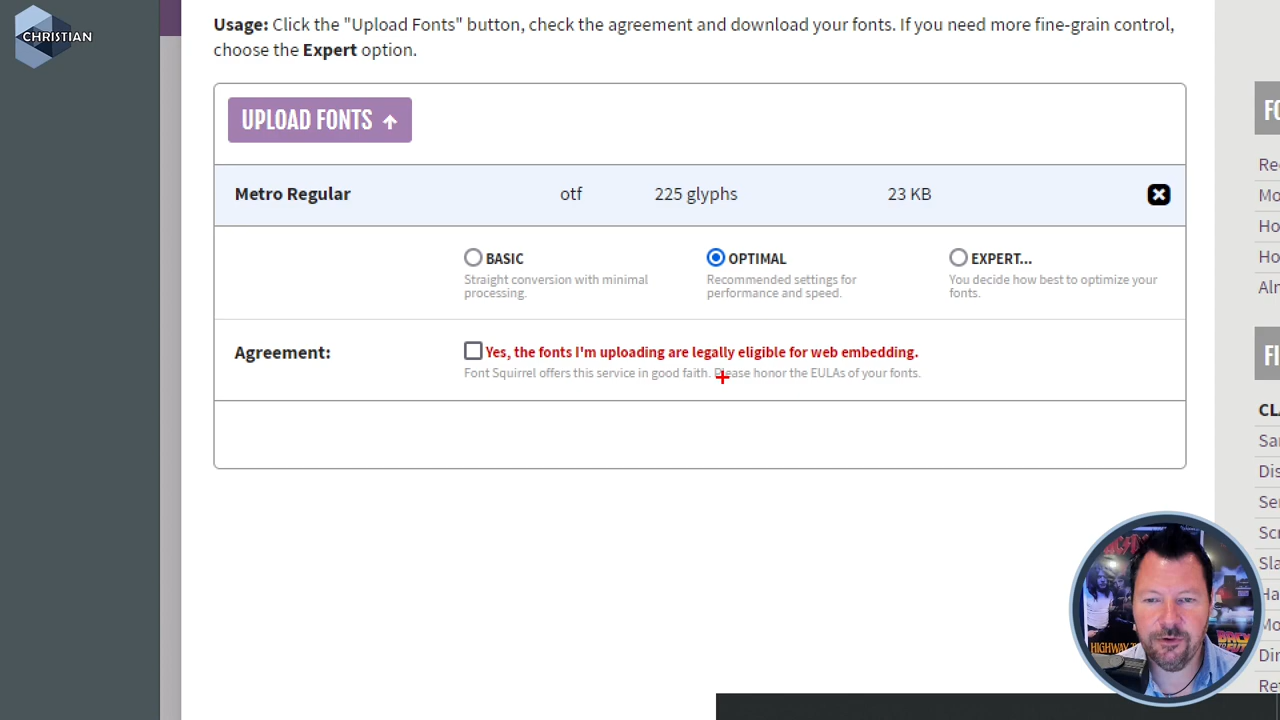 CHRISTIAN
Usage: Click the "Upload Fonts" button, check the agreement and download your fonts. If you need more fine-grain control,
choose the Expert option.
UPLOAD FONTS
Metro Regular otf 225 glyphs 23 KB
BASIC OPTIMAL EXPERT...
Straight conversion with minimal Recommended settings for You decide how best to optimize your
processing. performance and speed. fonts.
Agreement: Yes, the fonts I'm uploading are legally eligible for web embedding.
Font Squirrel offers this service in good faith. Please honor the EULAs of your fonts.
HIGHWAY
BACK